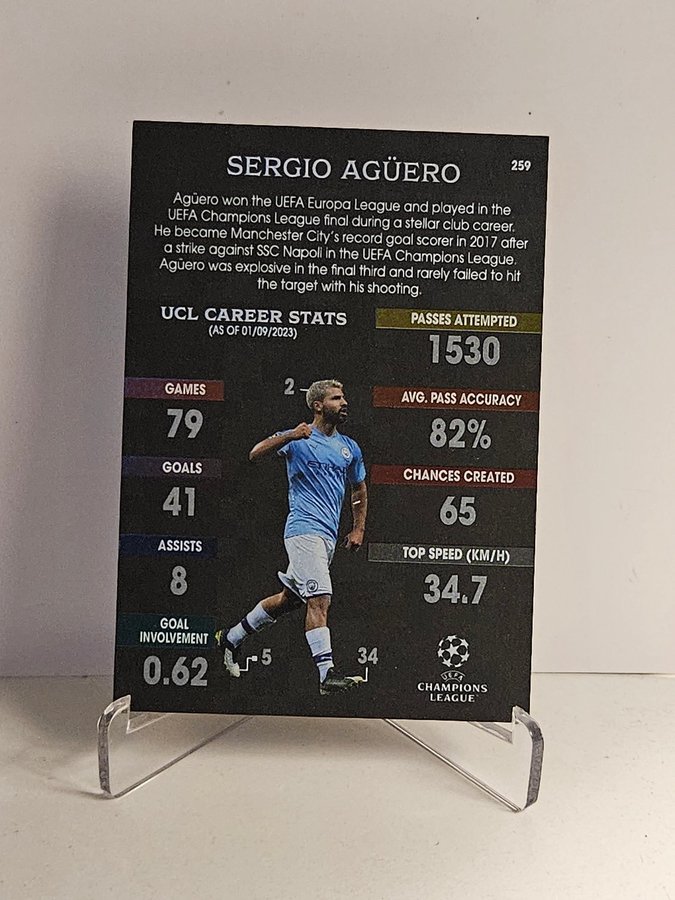 SERGIO AGÜERO
259
Agüero won the UEFA Europa League and played in the
UEFA Champions League final during a stellar club career.
He became Manchester City's record goal scorer in 2017 after
a strike against SSC Napoli in the UEFA Champions League.
Agüero was explosive in the final third and rarely failed to hit
the target with his shooting.
UCL CAREER STATS
(AS OF 01/09/2023)
GAMES
79
GOALS
41
ASSISTS
8
GOAL
INVOLVEMENT
0.62
2
5
34
PASSES ATTEMPTED
1530
AVG. PASS ACCURACY
82%
CHANCES CREATED
65
TOP SPEED (KM/H)
34.7
UEFA
CHAMPIONS
LEAGUE